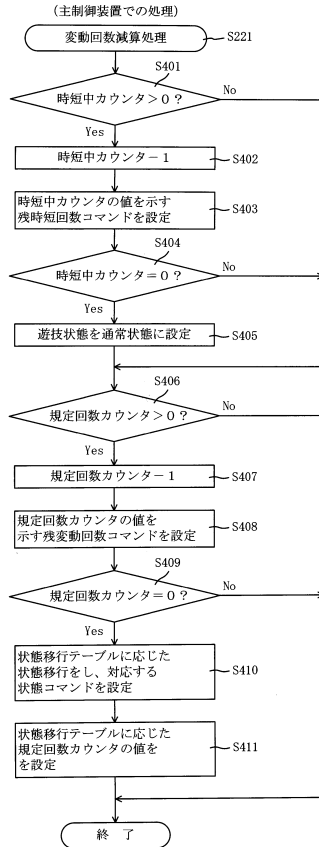 （主制御装置での処理）
変動回数減算処理
S221
S401
時短中カウンタ＞0？
No
Yes
時短中カウンタ－1
S402
時短中カウンタの値を示す
残時短回数コマンドを設定
S403
S404
時短中カウンタ＝0？
No
Yes
遊技状態を通常状態に設定
S405
S406
規定回数カウンタ＞0？
No
Yes
規定回数カウンタ－1
S407
規定回数カウンタの値を
示す残変動回数コマンドを設定
S408
S409
規定回数カウンタ＝0？
No
Yes
状態移行テーブルに応じた
状態移行をし、対応する
状態コマンドを設定
S410
状態移行テーブルに応じた
規定回数カウンタの値を
を設定
S411
終 了